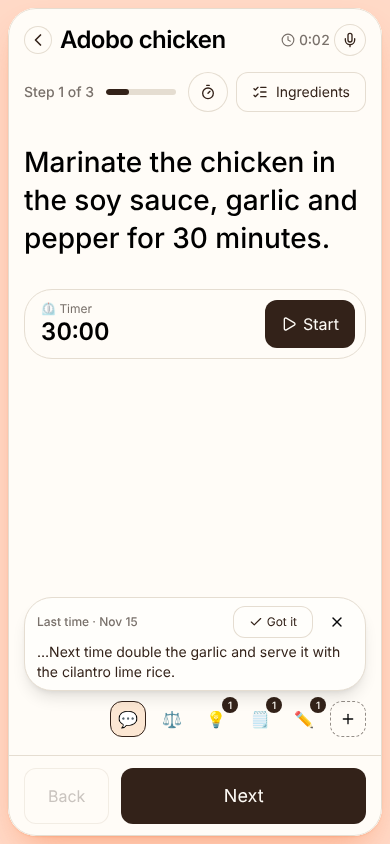 Adobo chicken
0:02
Step 1 of 3
Ingredients
Marinate the chicken in
the soy sauce, garlic and
pepper for 30 minutes.
Timer
30:00
Start
Last time · Nov 15
Got it
...Next time double the garlic and serve it with
the cilantro lime rice.
1
1
1
Back
Next